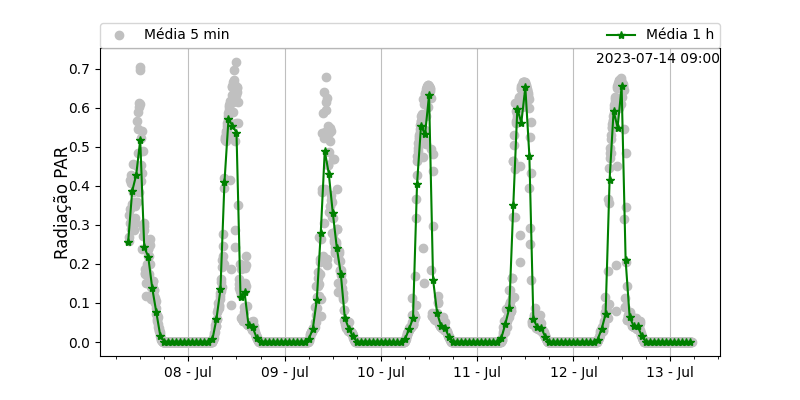 Média 5 min
Média 1 h
2023-07-14 09:00
Radiação PAR
0.7
0.6
0.5
0.4
0.3
0.2
0.1
0.0
08 - Jul
09 - Jul
10 - Jul
11 - Jul
12 - Jul
13 - Jul